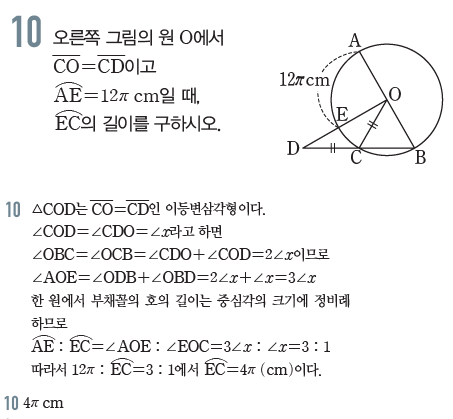 10 오른쪽 그림의 원 O에서
CO=CD이고
AE=12π cm일 때,
EC의 길이를 구하시오.
A
12πcm
E
O
D
C
B
10 △COD는 CO=CD인 이등변삼각형이다.
∠COD=∠CDO=∠x라고 하면
∠OBC=∠OCB=∠CDO+∠COD=2∠x이므로
∠AOE=∠ODB+∠OBD=2∠x+∠x=3∠x
한 원에서 부채꼴의 호의 길이는 중심각의 크기에 정비례
하므로
AE : EC=∠AOE : ∠EOC=3∠x : ∠x=3 : 1
따라서 12π : EC=3 : 1에서 EC=4π (cm)이다.
10 4π cm